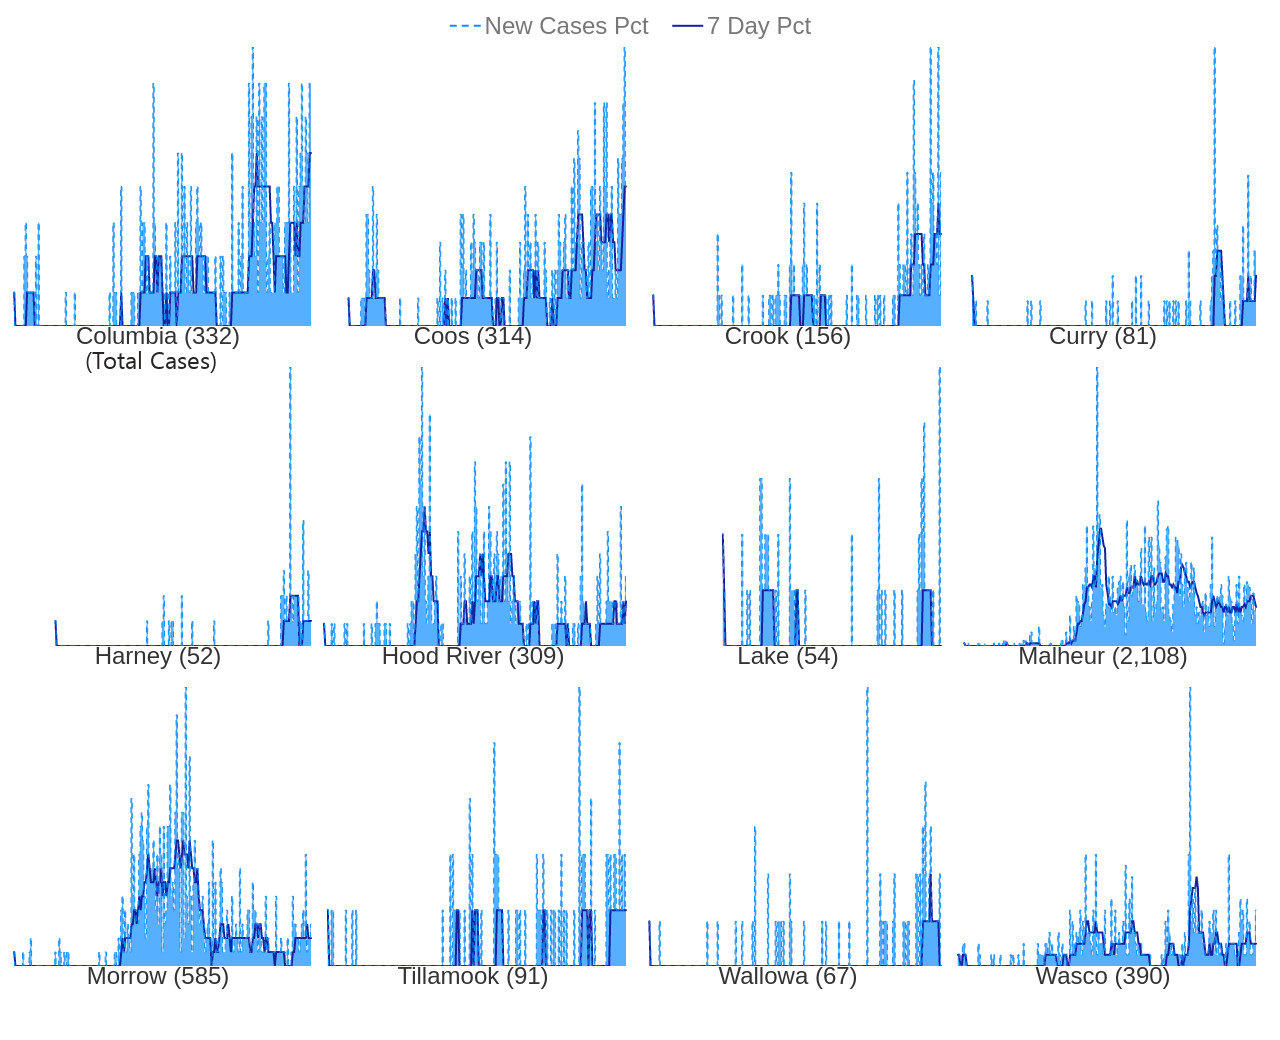 New Cases Pct 7 Day Pct
Columbia (332) Coos (314) Crook (156) Curry (81)
(Total Cases)
Harney (52) Hood River (309) Lake (54) Malheur (2,108)
Morrow (585) Tillamook (91) Wallowa (67) Wasco (390)